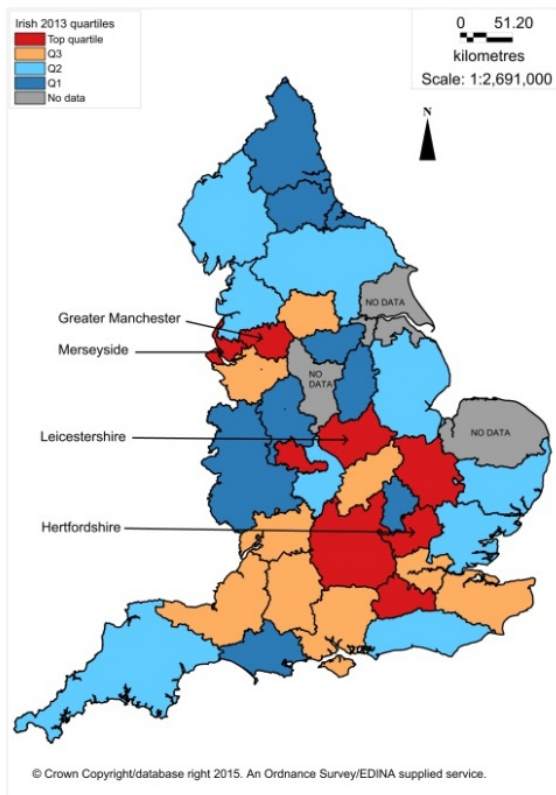 Irish 2013 quartiles
Top quartile
Q3
Q2
Q1
No data
0 51.20
kilometres
Scale: 1:2,691,000
N
NO DATA
Greater Manchester
Merseyside
NO
DATA
Leicestershire
NO DATA
Hertfordshire
© Crown Copyright/database right 2015. An Ordnance Survey/EDINA supplied service.